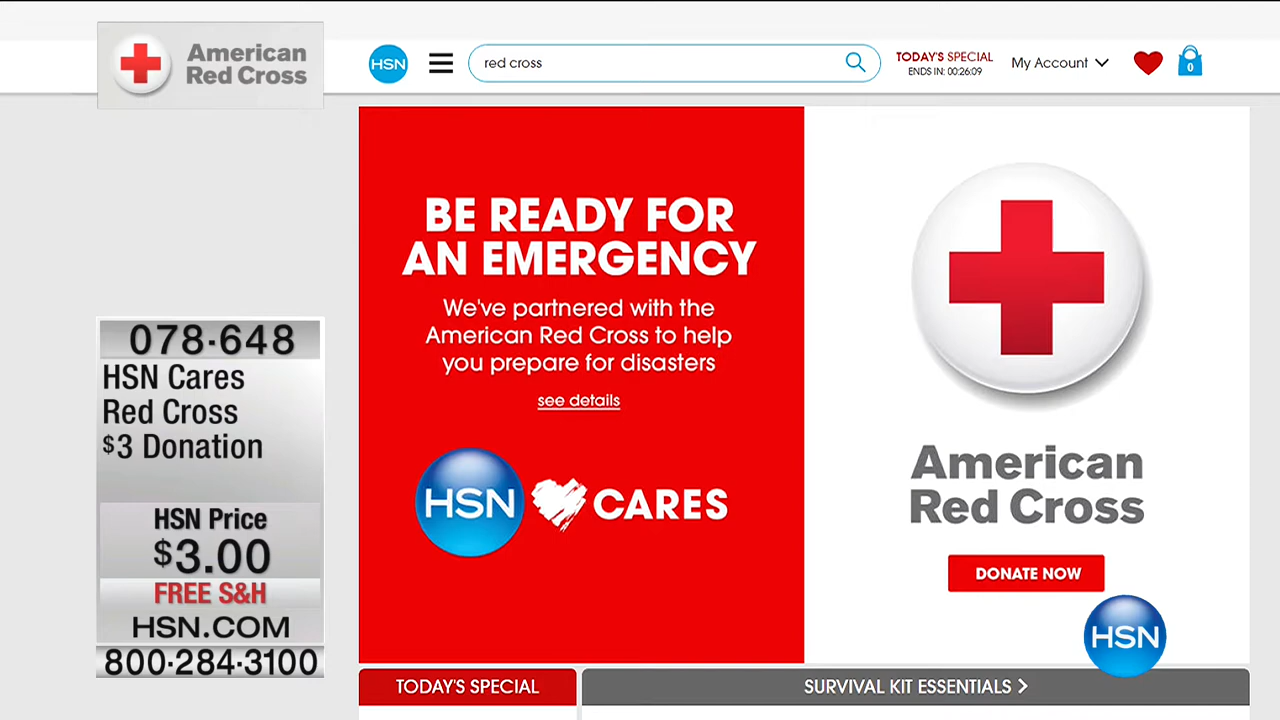 American
Red Cross
HSN
red cross
TODAY'S SPECIAL
ENDS IN: 00:26:09
My Account
0
BE READY FOR
AN EMERGENCY
We've partnered with the
American Red Cross to help
you prepare for disasters
see details
HSN CARES
American
Red Cross
DONATE NOW
HSN
078·648
HSN Cares
Red Cross
$3 Donation
HSN Price
$3.00
FREE S&H
HSN.COM
800·284·3100
TODAY'S SPECIAL
SURVIVAL KIT ESSENTIALS >